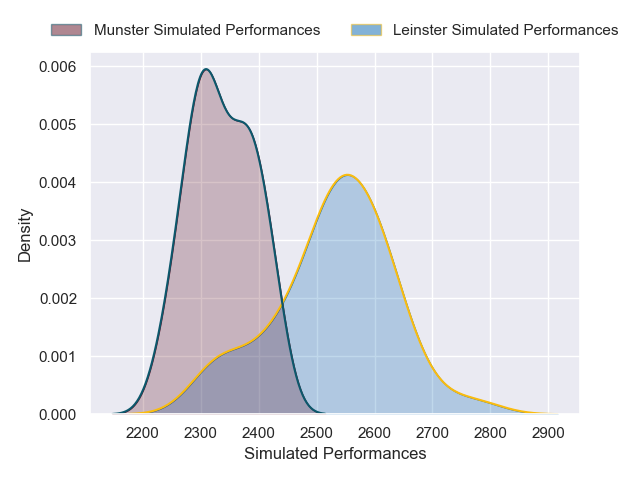 Munster Simulated Performances Leinster Simulated Performances
0.006
0.005
0.004
0.003
0.002
0.001
0.000
Density
2200 2300 2400 2500 2600 2700 2800 2900
Simulated Performances